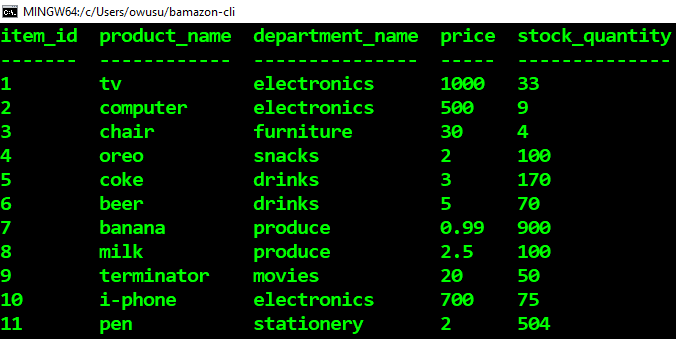 MINGW64:/c/Users/owusu/bamazon-cli
item_id  product_name  department_name  price  stock_quantity
-------  ------------  ---------------  -----  --------------
1        tv            electronics      1000   33
2        computer      electronics      500    9
3        chair         furniture        30     4
4        oreo          snacks           2      100
5        coke          drinks           3      170
6        beer          drinks           5      70
7        banana        produce          0.99   900
8        milk          produce          2.5    100
9        terminator    movies           20     50
10       i-phone       electronics      700    75
11       pen           stationery       2      504